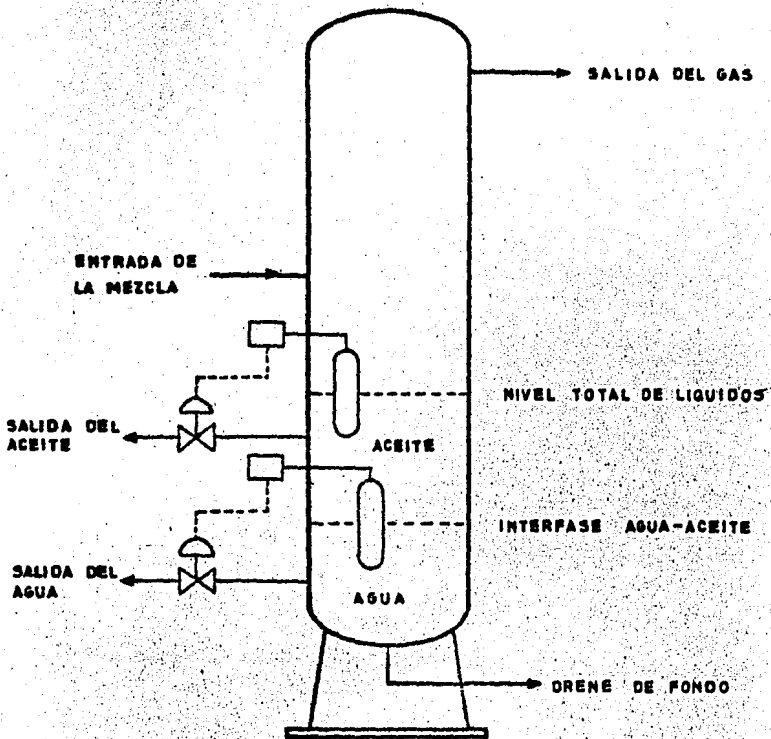 SALIDA DEL GAS
ENTRADA DE
LA MEZCLA
NIVEL TOTAL DE LIQUIDOS
SALIDA DEL
ACEITE
ACEITE
INTERFASE AGUA-ACEITE
SALIDA DEL
AGUA
AGUA
DRENE DE FONDO